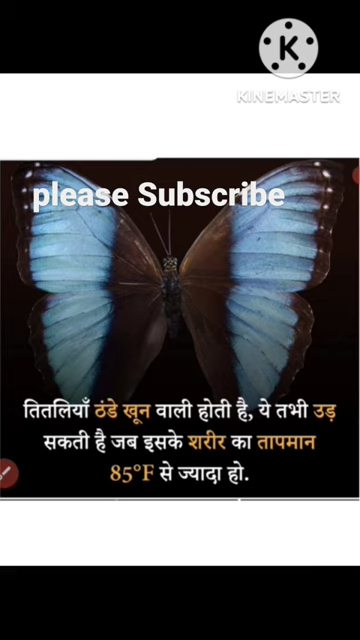 K
KINEMASTER
please Subscribe
तितलियाँ ठंडे खून वाली होती है, ये तभी उड़
सकती है जब इसके शरीर का तापमान
85°F से ज्यादा हो.